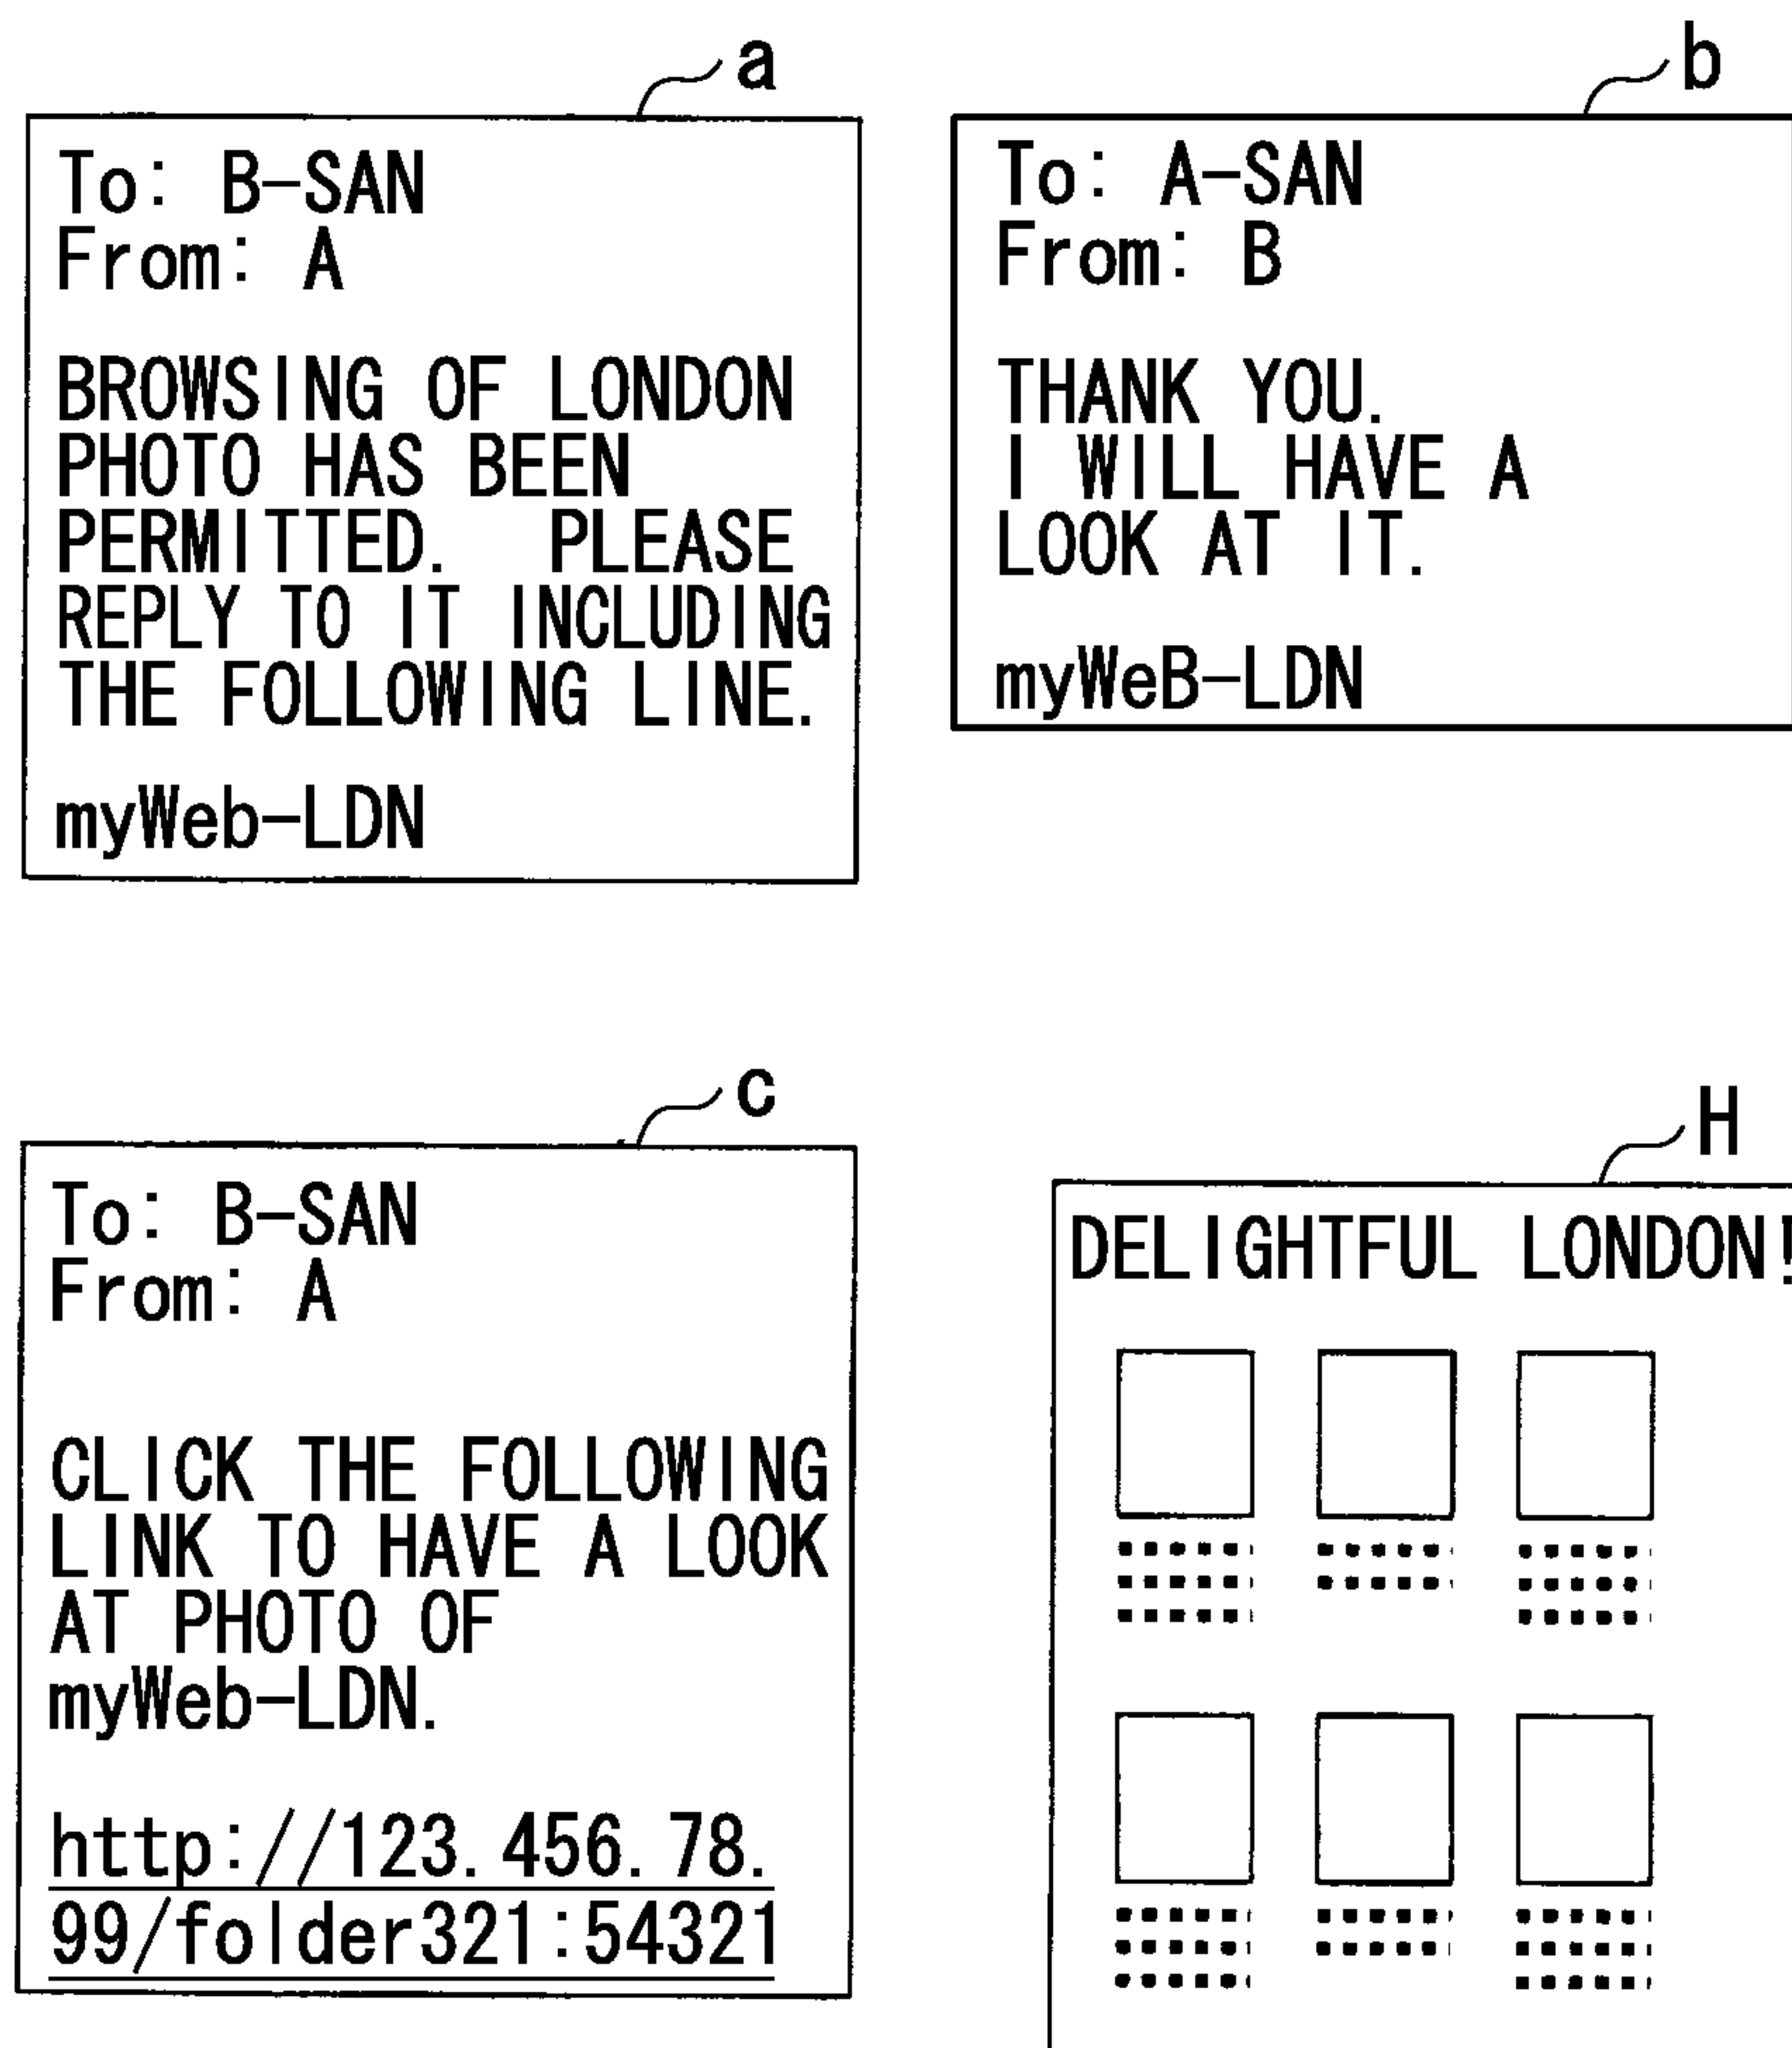 a
To: B-SAN
From: A
BROWSING OF LONDON
PHOTO HAS BEEN
PERMITTED. PLEASE
REPLY TO IT INCLUDING
THE FOLLOWING LINE.
myWeb-LDN
b
To: A-SAN
From: B
THANK YOU.
I WILL HAVE A
LOOK AT IT.
myWeB-LDN
c
To: B-SAN
From: A
CLICK THE FOLLOWING
LINK TO HAVE A LOOK
AT PHOTO OF
myWeb-LDN.
http://123.456.78.
99/folder321:54321
H
DELIGHTFUL LONDON!